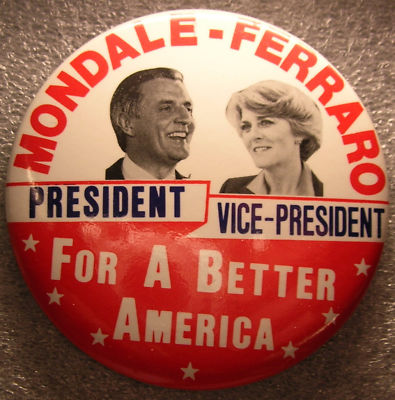 MONDALE-FERRARO
PRESIDENT
VICE-PRESIDENT
FOR A BETTER
AMERICA